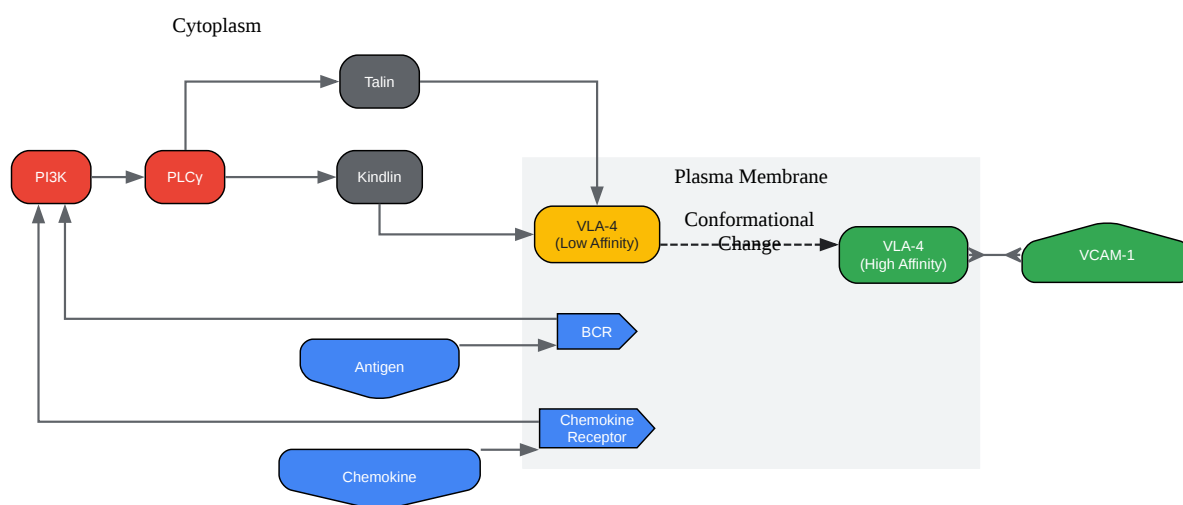 Cytoplasm
Talin
PI3K
PLCγ
Kindlin
Plasma Membrane
VLA-4
(Low Affinity)
Conformational
Change
VLA-4
(High Affinity)
VCAM-1
BCR
Antigen
Chemokine
Receptor
Chemokine